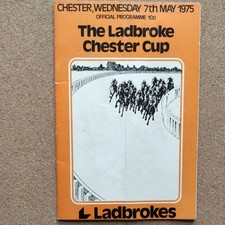 CHESTER, WEDNESDAY 7th MAY 1975
OFFICIAL PROGRAMME 10p
The Ladbroke
Chester Cup
Ladbrokes